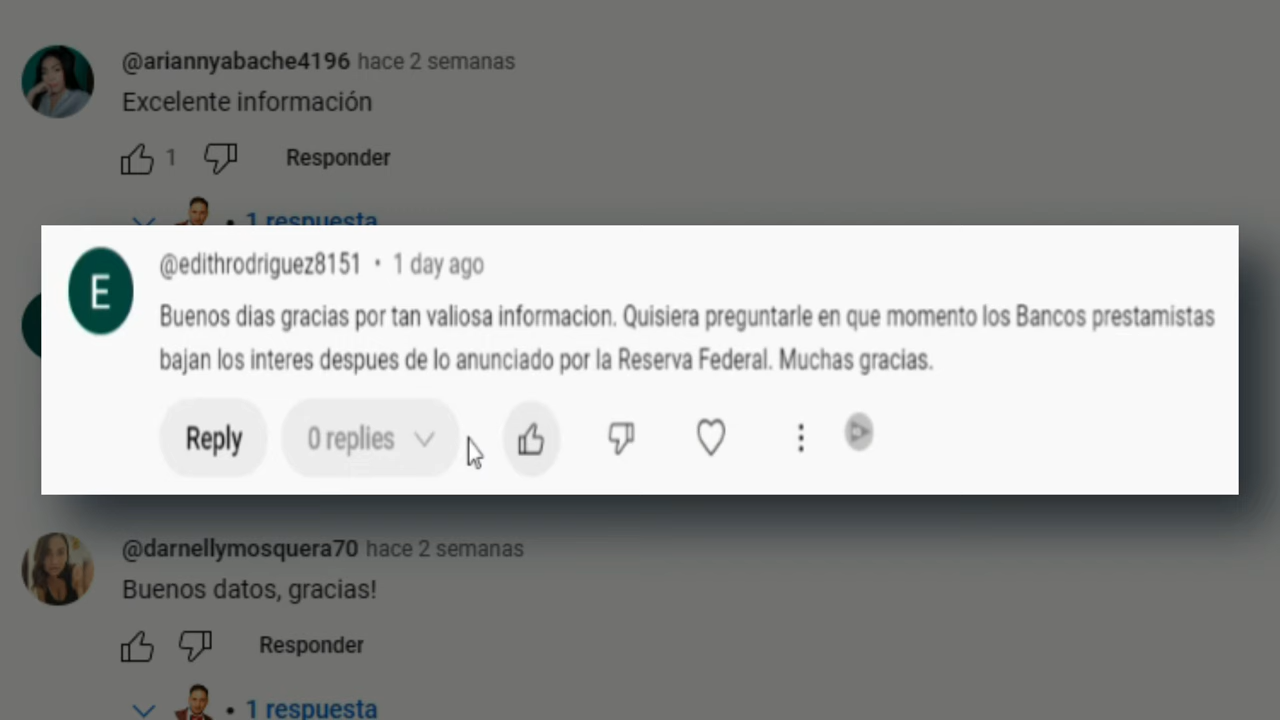 @ariannyabache4196 hace 2 semanas
Excelente información
1
Responder
• 1 respuesta
E
@edithrodriguez8151 • 1 day ago
Buenos dias gracias por tan valiosa informacion. Quisiera preguntarle en que momento los Bancos prestamistas
bajan los interes despues de lo anunciado por la Reserva Federal. Muchas gracias.
Reply
0 replies
@darnellymosquera70 hace 2 semanas
Buenos datos, gracias!
Responder
• 1 respuesta